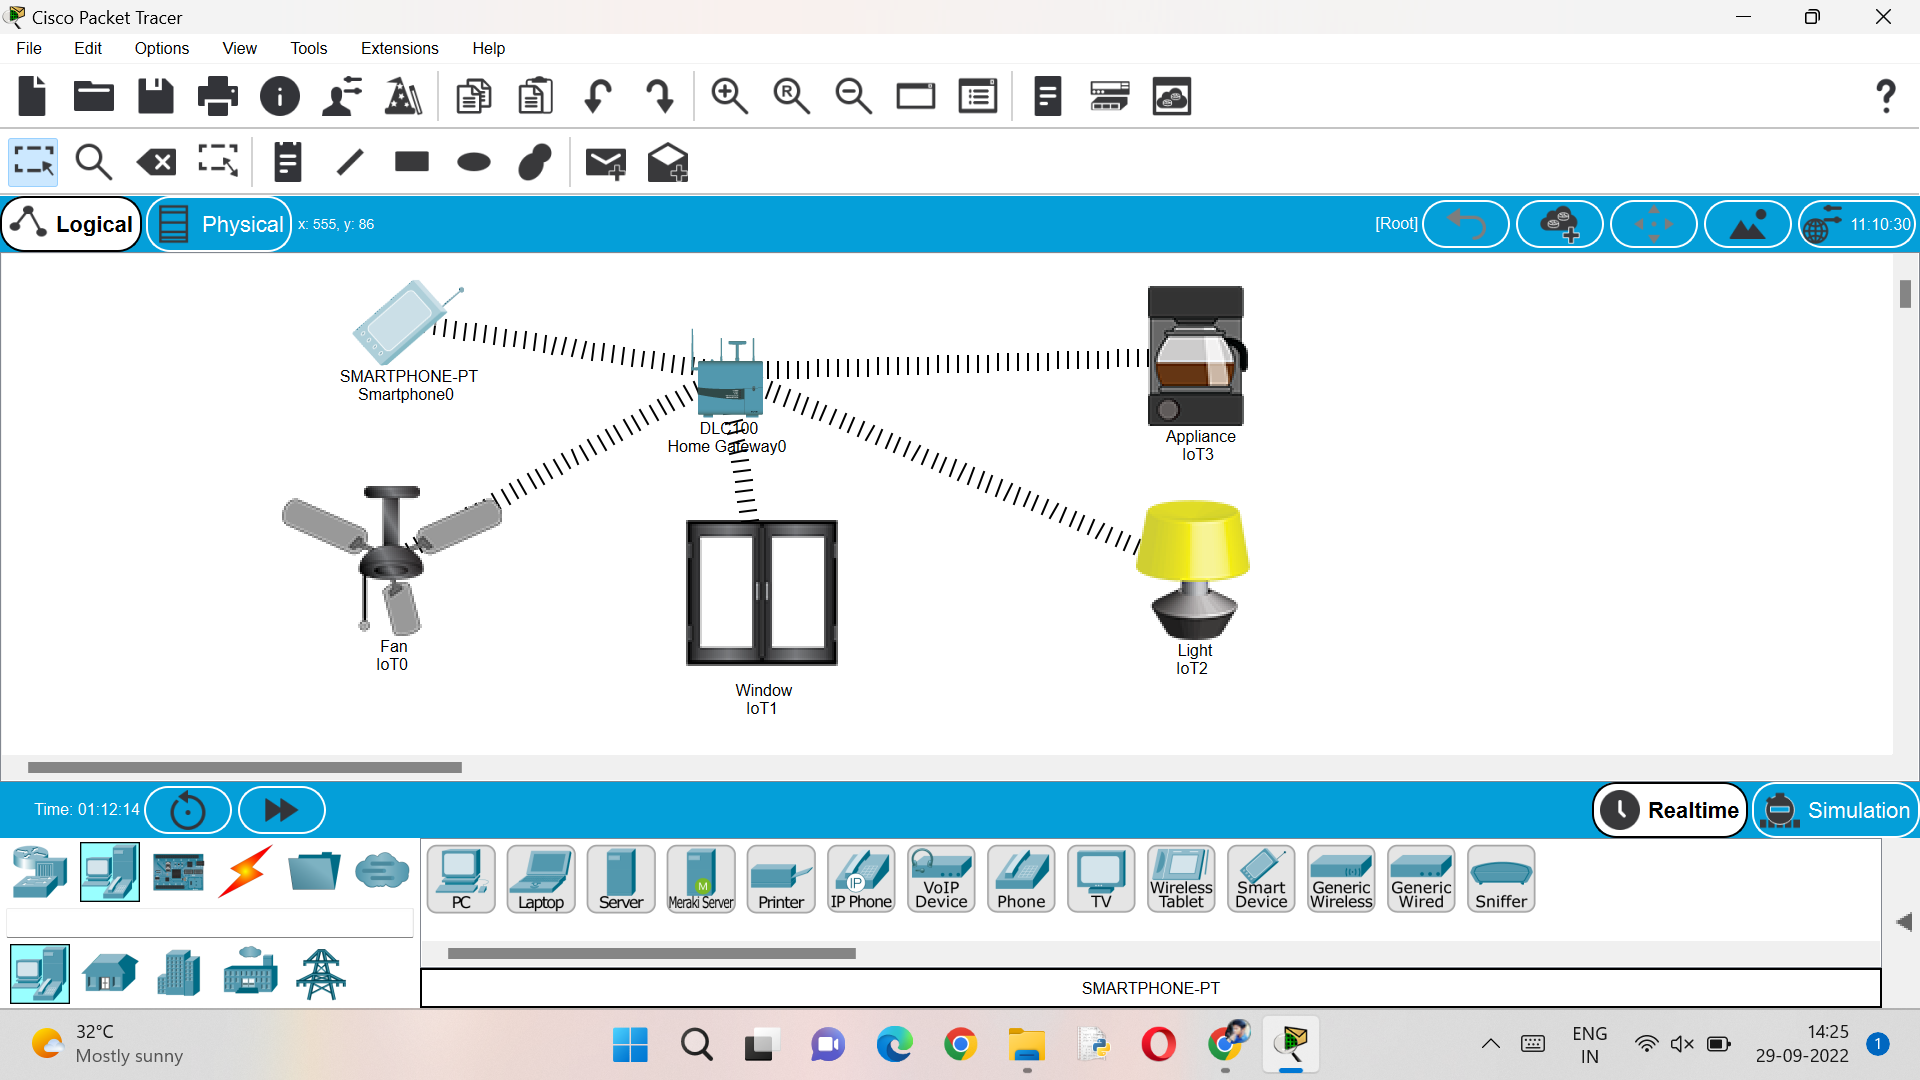 Cisco Packet Tracer
File Edit Options View Tools Extensions Help
Logical Physical x: 555, y: 86 [Root] 11:10:30
SMARTPHONE-PT
Smartphone0
DLC100
Home Gateway0
Appliance
IoT3
Fan
IoT0
Window
IoT1
Light
IoT2
Time: 01:12:14 Realtime Simulation
PC Laptop Server Meraki Server Printer IP Phone VoIP Device Phone TV Wireless Tablet Smart Device Generic Wireless Generic Wired Sniffer
SMARTPHONE-PT
32°C
Mostly sunny
ENG
IN
14:25
29-09-2022
1